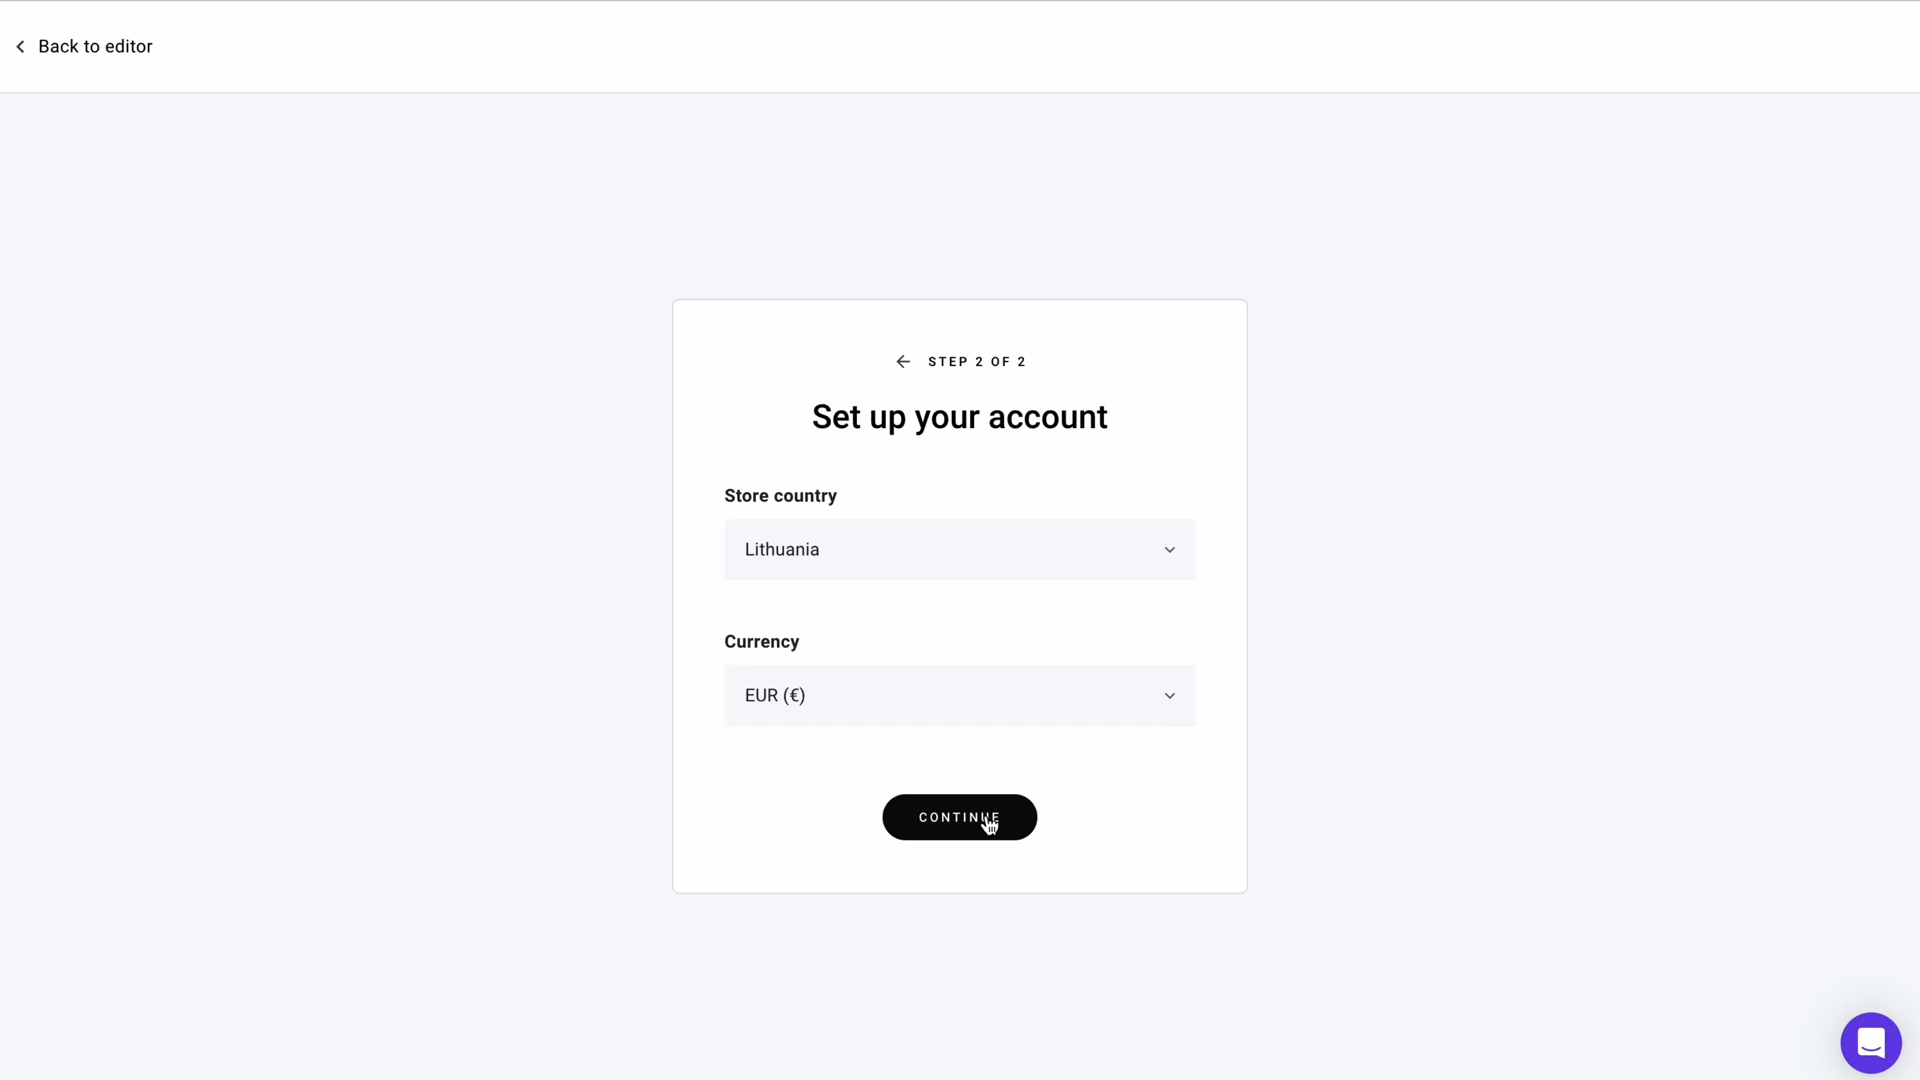 Back to editor
STEP 2 OF 2
Set up your account
Store country
Lithuania
Currency
EUR (€)
CONTINUE